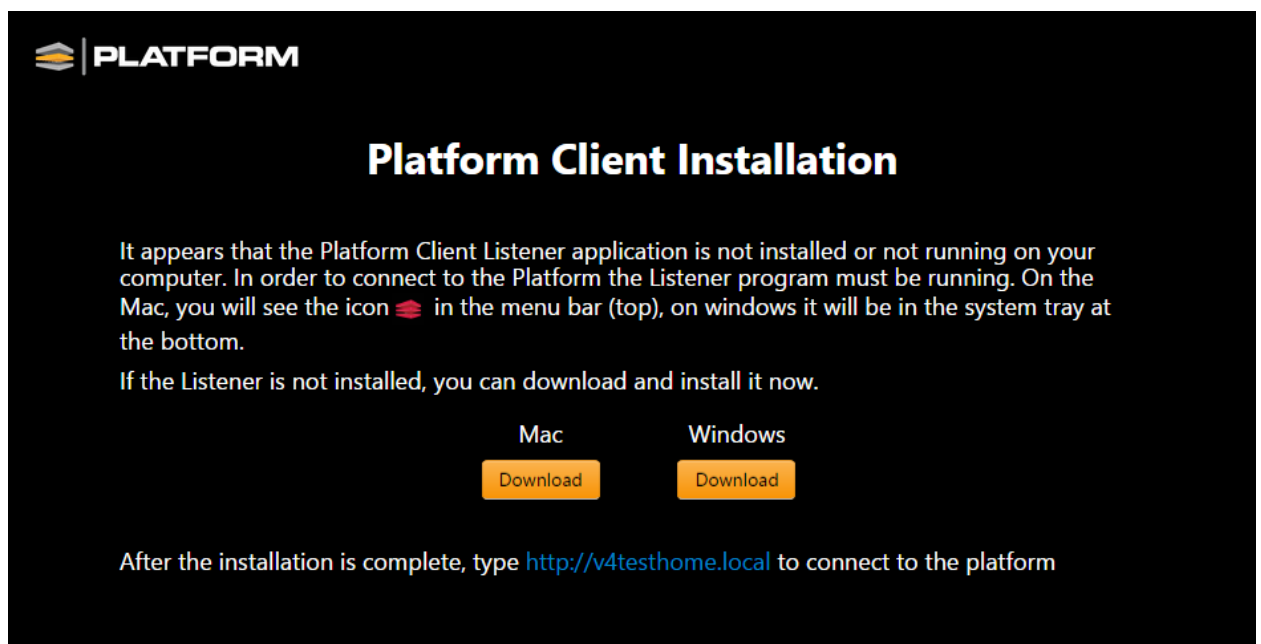 PLATFORM
Platform Client Installation
It appears that the Platform Client Listener application is not installed or not running on your
computer. In order to connect to the Platform the Listener program must be running. On the
Mac, you will see the icon in the menu bar (top), on windows it will be in the system tray at
the bottom.
If the Listener is not installed, you can download and install it now.
Mac Windows
Download Download
After the installation is complete, type http://v4testhome.local to connect to the platform